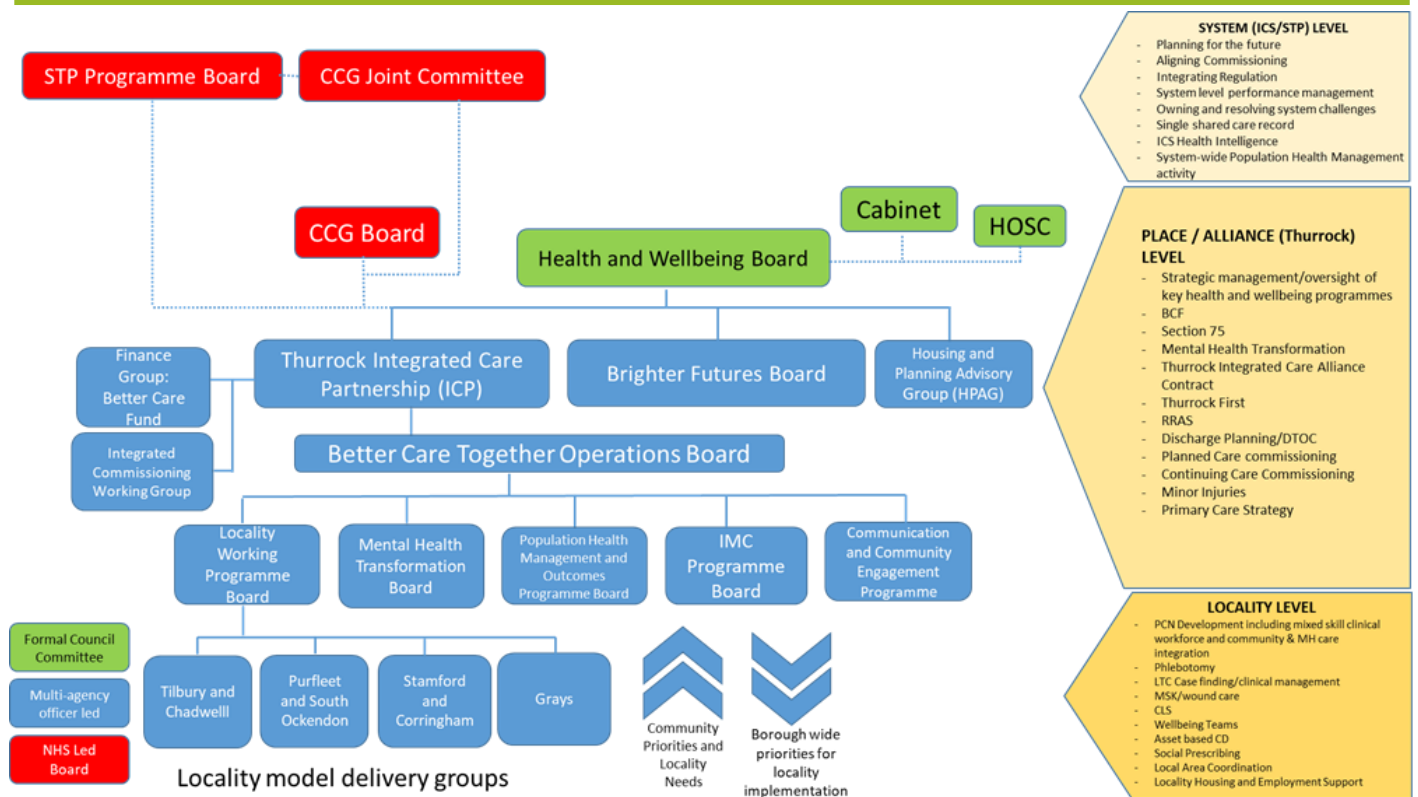 STP Programme Board
CCG Joint Committee
CCG Board
Health and Wellbeing Board
Cabinet
HOSC
Finance
Group:
Better Care
Fund
Integrated
Commissioning
Working Group
Thurrock Integrated Care
Partnership (ICP)
Brighter Futures Board
Housing and
Planning Advisory
Group (HPAG)
Better Care Together Operations Board
Locality
Working
Programme
Board
Mental Health
Transformation
Board
Population Health
Management and
Outcomes
Programme Board
IMC
Programme
Board
Communication
and Community
Engagement
Programme
Tilbury and
Chadwelll
Purfleet
and South
Ockendon
Stamford
and
Corringham
Grays
Locality model delivery groups
Community
Priorities and
Locality
Needs
Borough wide
priorities for
locality
implementation
Formal Council
Committee
Multi-agency
officer led
NHS Led
Board
SYSTEM (ICS/STP) LEVEL
- Planning for the future
- Aligning Commissioning
- Integrating Regulation
- System level performance management
- Owning and resolving system challenges
- Single shared care record
- ICS Health Intelligence
- System-wide Population Health Management
activity
PLACE / ALLIANCE (Thurrock)
LEVEL
- Strategic management/oversight of
key health and wellbeing programmes
- BCF
- Section 75
- Mental Health Transformation
- Thurrock Integrated Care Alliance
Contract
- Thurrock First
- RRAS
- Discharge Planning/DTOC
- Planned Care commissioning
- Continuing Care Commissioning
- Minor Injuries
- Primary Care Strategy
LOCALITY LEVEL
- PCN Development including mixed skill clinical
workforce and community & MH care
integration
- Phlebotomy
- LTC Case finding/clinical management
- MSK/wound care
- CLS
- Wellbeing Teams
- Asset based CD
- Social Prescribing
- Local Area Coordination
- Locality Housing and Employment Support